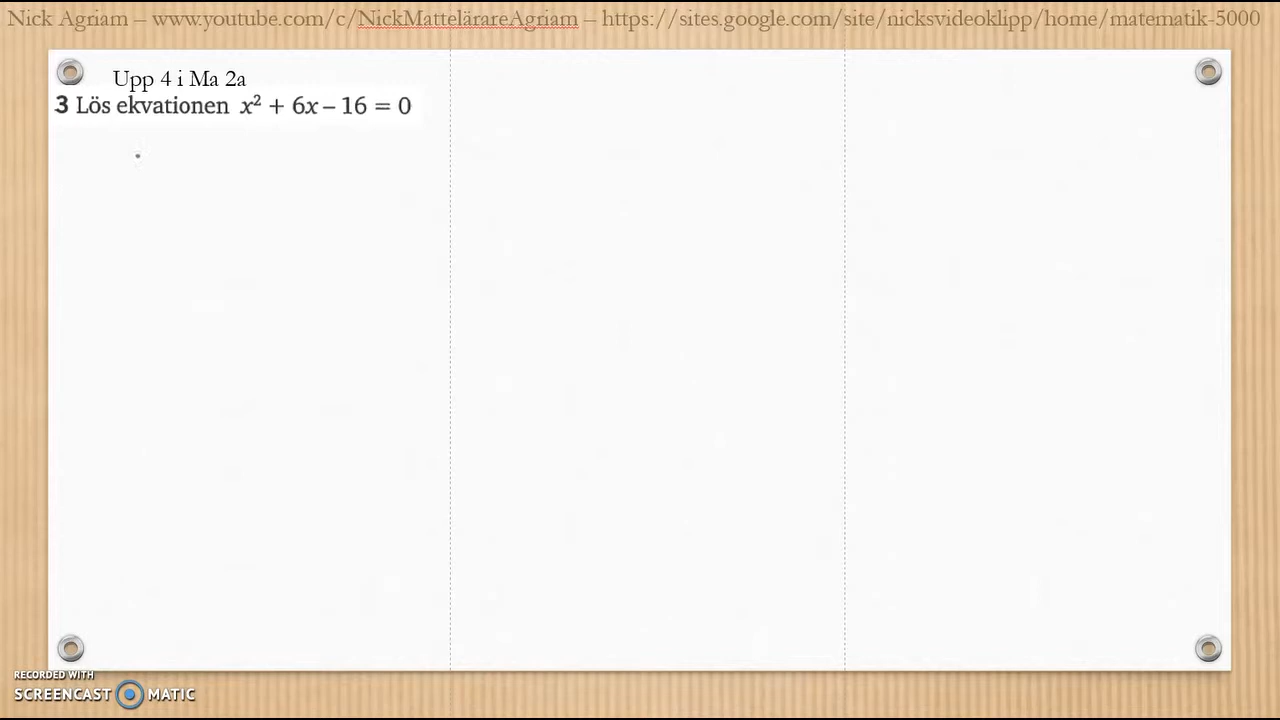 Nick Agriam – www.youtube.com/c/NickMattelärareAgriam – https://sites.google.com/site/nicksvideoklipp/home/matematik-5000
Upp 4 i Ma 2a
3 Lös ekvationen x² + 6x – 16 = 0
RECORDED WITH
SCREENCAST MATIC